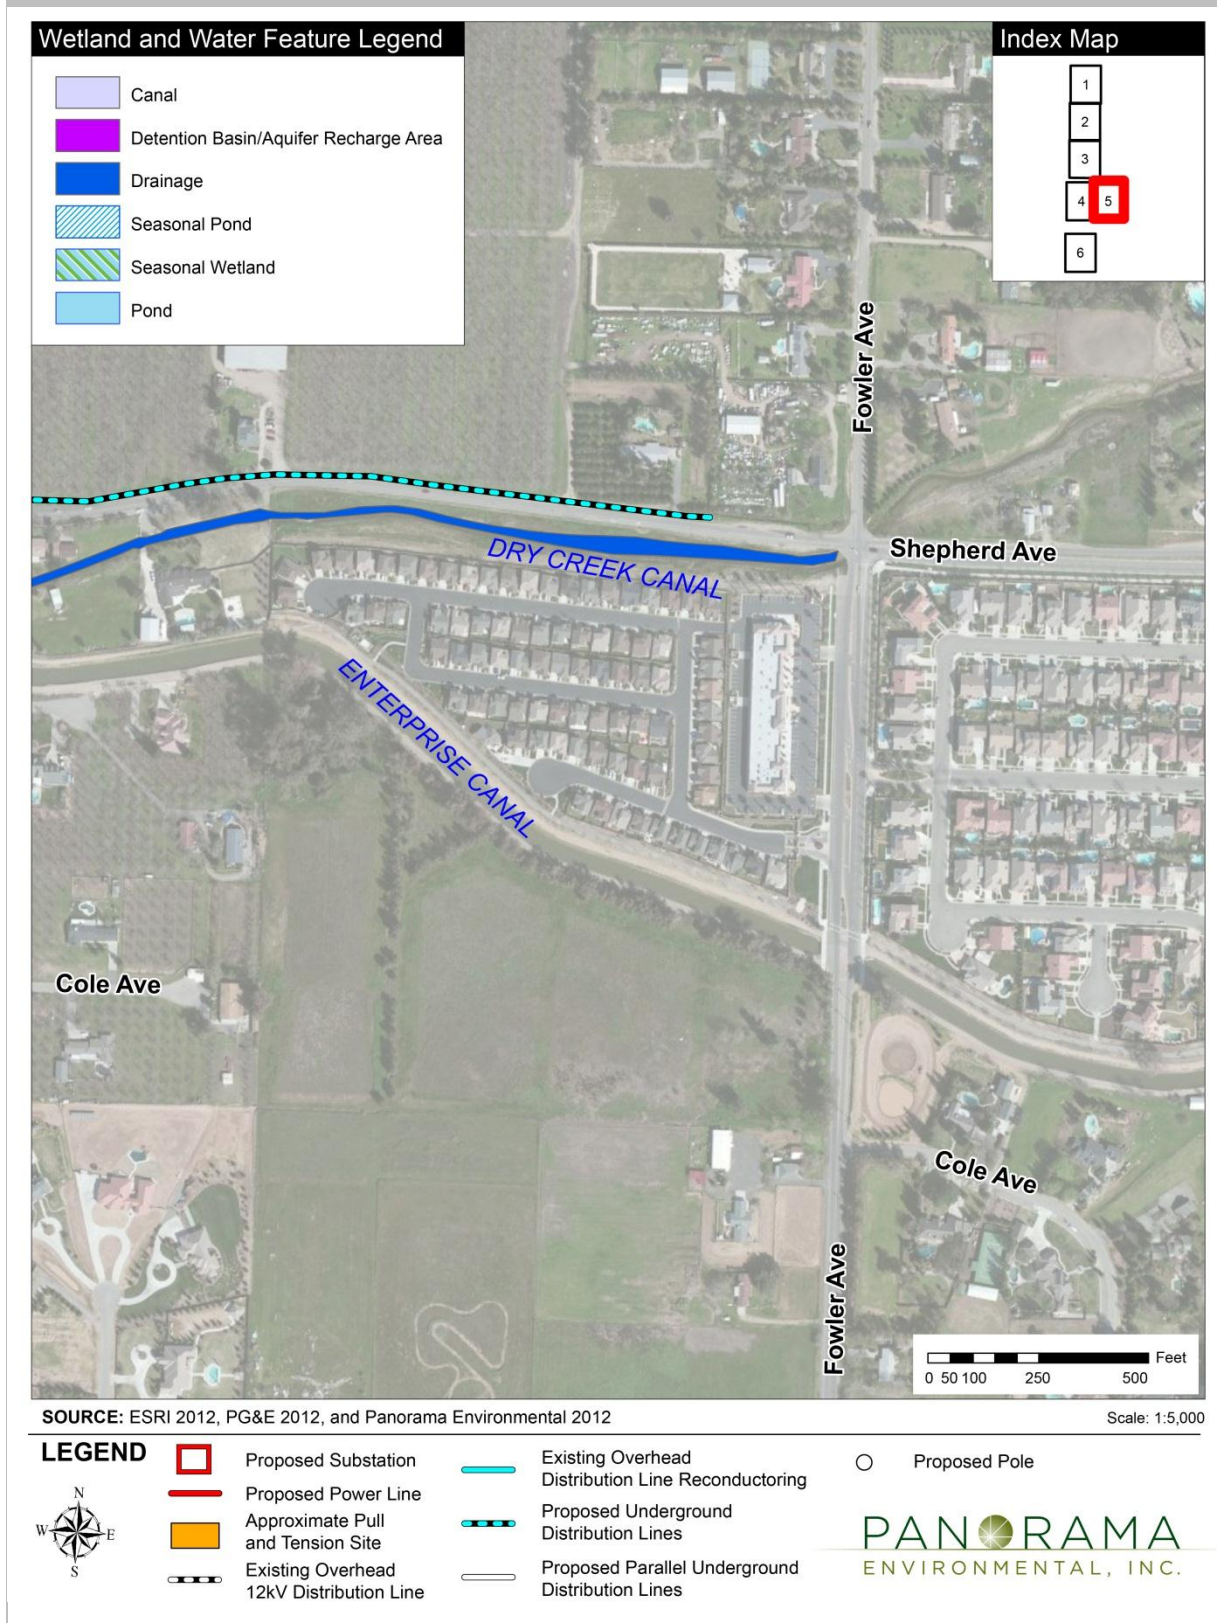 Wetland and Water Feature Legend
Canal
Detention Basin/Aquifer Recharge Area
Drainage
Seasonal Pond
Seasonal Wetland
Pond
Index Map
1
2
3
4 5
6
Fowler Ave
Shepherd Ave
DRY CREEK CANAL
ENTERPRISE CANAL
Cole Ave
Cole Ave
Fowler Ave
Feet
0 50 100 250 500
SOURCE: ESRI 2012, PG&E 2012, and Panorama Environmental 2012
Scale: 1:5,000
LEGEND
N
W E
S
Proposed Substation
Proposed Power Line
Approximate Pull
and Tension Site
Existing Overhead
12kV Distribution Line
Existing Overhead
Distribution Line Reconductoring
Proposed Underground
Distribution Lines
Proposed Parallel Underground
Distribution Lines
Proposed Pole
PANORAMA
ENVIRONMENTAL, INC.